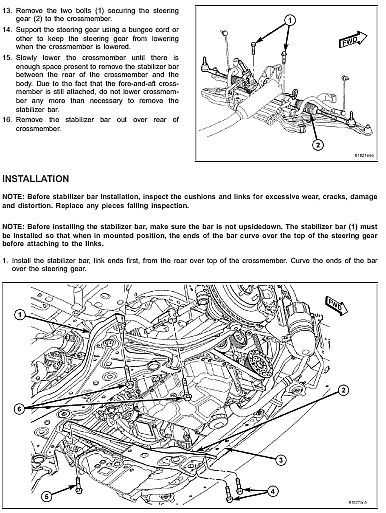 13. Remove the two bolts (1) securing the steering
gear (2) to the crossmember.
14. Support the steering gear using a bungee cord or
other to keep the steering gear from lowering
when the crossmember is lowered.
15. Slowly lower the crossmember until there is
enough space present to remove the stabilizer bar
between the rear of the crossmember and the
body. Due to the fact that the fore-and-aft cross-
member is still attached, do not lower crossmem-
ber any more than necessary to remove the
stabilizer bar.
16. Remove the stabilizer bar out over rear of
crossmember.
1
FWD
2
INSTALLATION
NOTE: Before stabilizer bar installation, inspect the cushions and links for excessive wear, cracks, damage
and distortion. Replace any pieces failing inspection.
NOTE: Before installing the stabilizer bar, make sure the bar is not upsidedown. The stabilizer bar (1) must
be installed so that when in mounted position, the ends of the bar curve over the top of the steering gear
before attaching to the links.
1. Install the stabilizer bar, link ends first, from the rear over top of the crossmember. Curve the ends of the bar
over the steering gear.
FWD
1
6
2
3
5
4